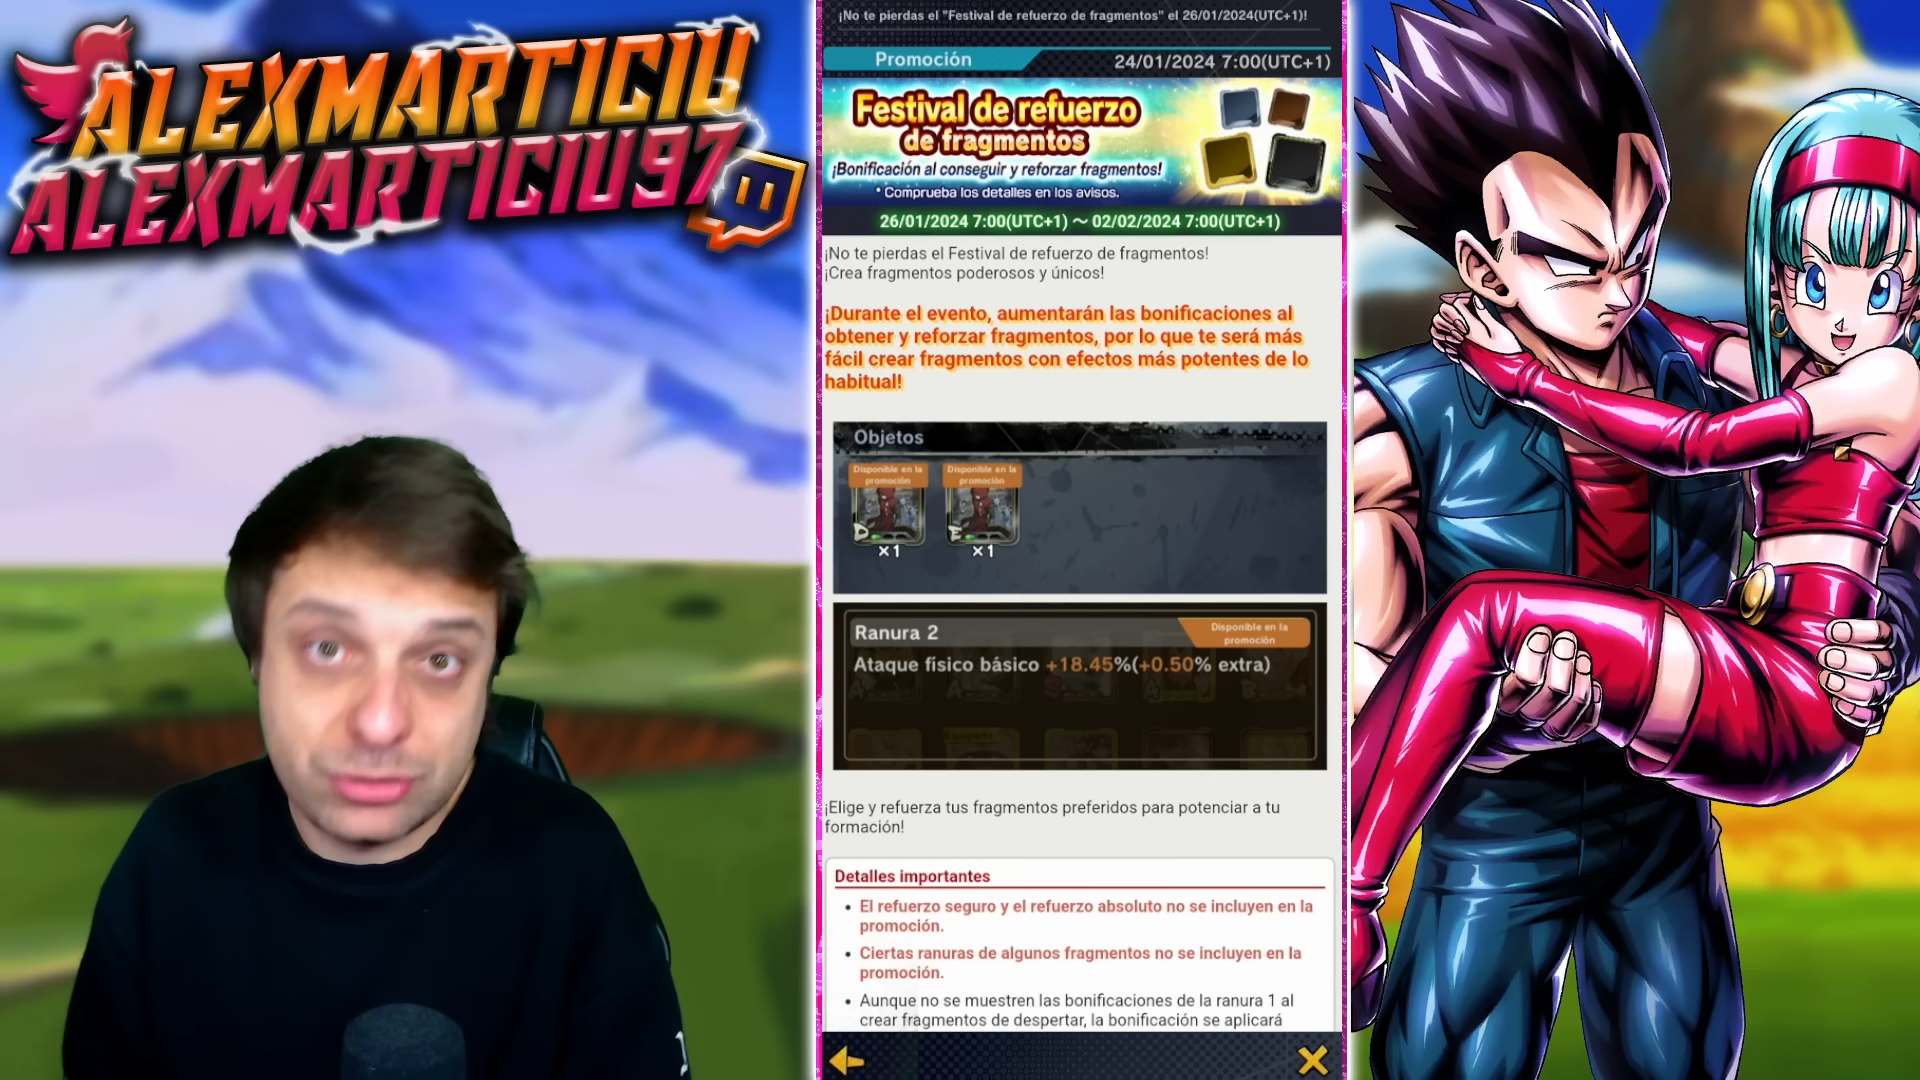 ALEXMARTICIU
ALEXMARTICIU97
¡No te pierdas el "Festival de refuerzo de fragmentos" el 26/01/2024(UTC+1)!
Promoción
24/01/2024 7:00(UTC+1)
Festival de refuerzo
de fragmentos
¡Bonificación al conseguir y reforzar fragmentos!
* Comprueba los detalles en los avisos.
26/01/2024 7:00(UTC+1) ～ 02/02/2024 7:00(UTC+1)
¡No te pierdas el Festival de refuerzo de fragmentos!
¡Crea fragmentos poderosos y únicos!
¡Durante el evento, aumentarán las bonificaciones al
obtener y reforzar fragmentos, por lo que te será más
fácil crear fragmentos con efectos más potentes de lo
habitual!
Objetos
Disponible en la
promoción
Disponible en la
promoción
D
E
×1
×1
Ranura 2
Disponible en la
promoción
Ataque físico básico +18.45%(+0.50% extra)
¡Elige y refuerza tus fragmentos preferidos para potenciar a tu
formación!
Detalles importantes
• El refuerzo seguro y el refuerzo absoluto no se incluyen en la
promoción.
• Ciertas ranuras de algunos fragmentos no se incluyen en la
promoción.
• Aunque no se muestren las bonificaciones de la ranura 1 al
crear fragmentos de despertar, la bonificación se aplicará